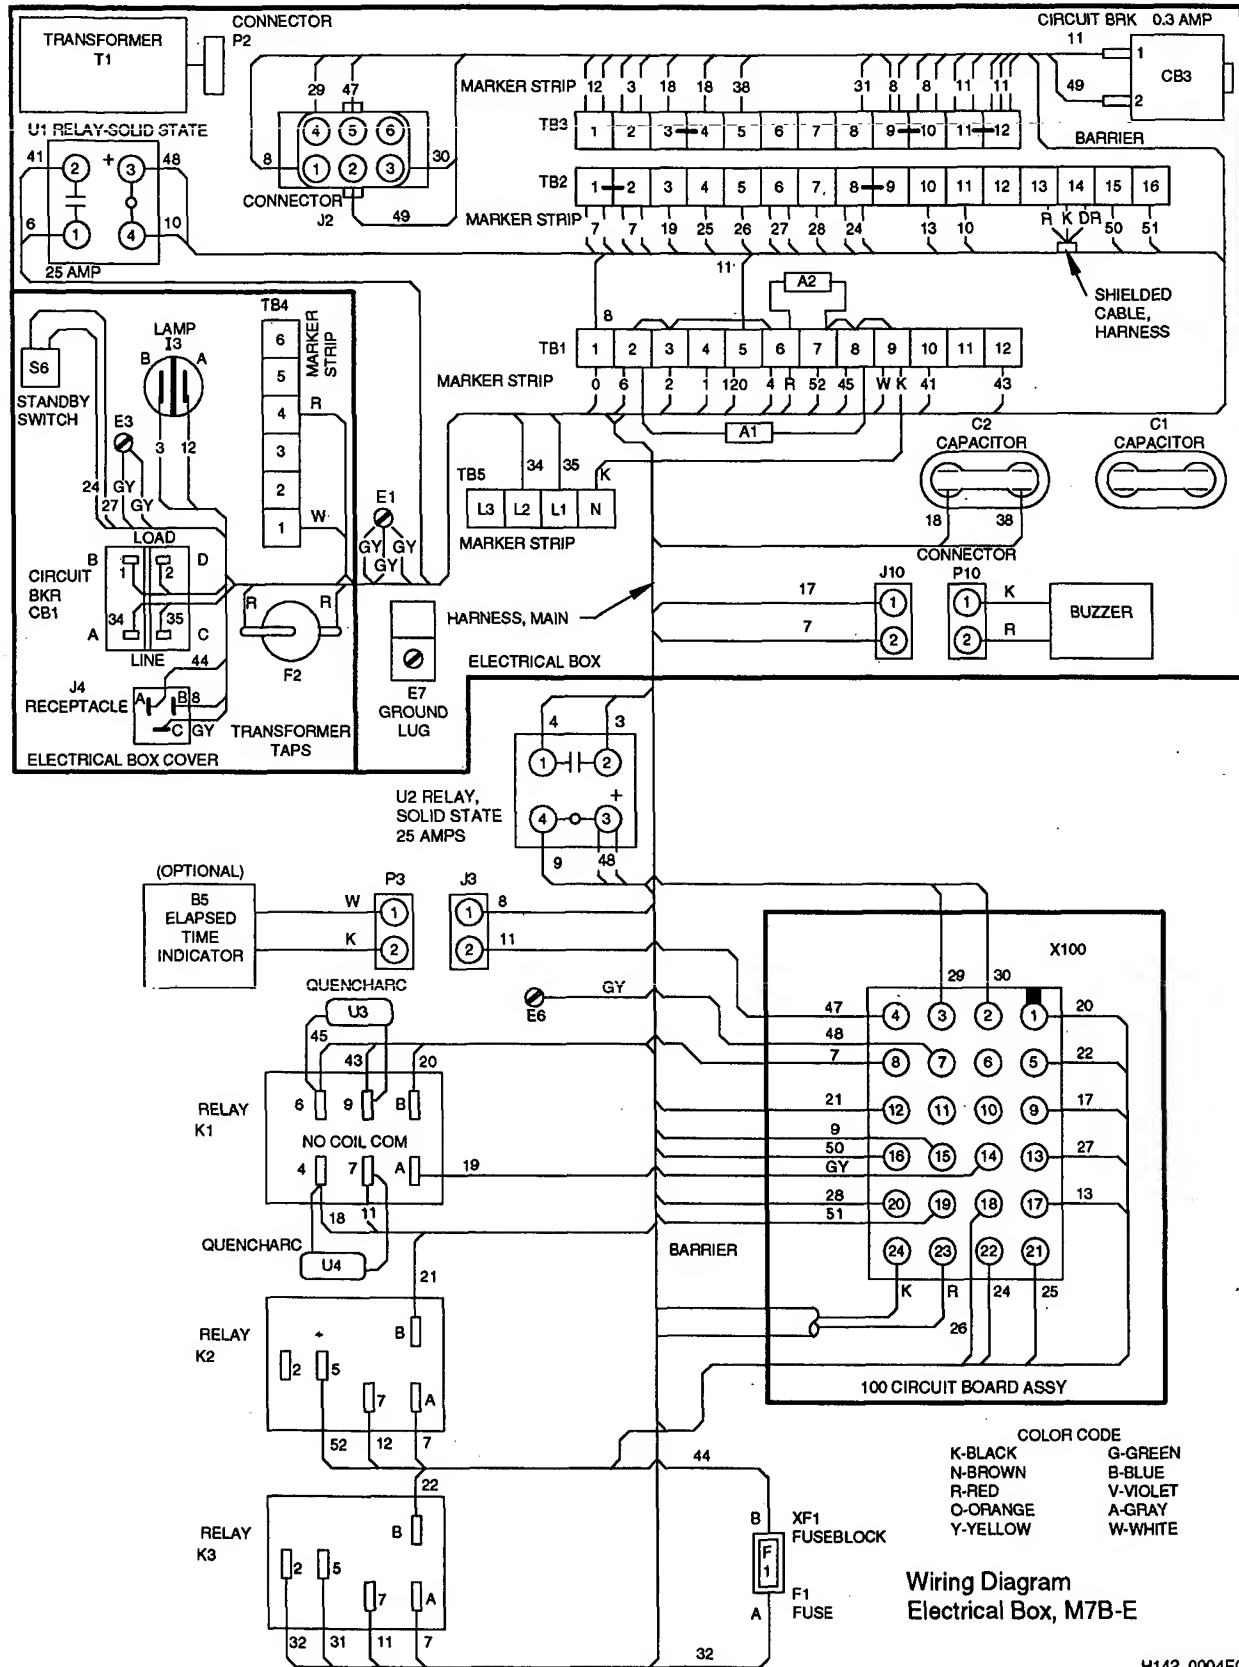 TRANSFORMER
T1
CONNECTOR
P2
CIRCUIT BRK 0.3 AMP
11
1
49
2
CB3
BARRIER
29 47
4 5 6
1 2 3
8
30
CONNECTOR
J2
49
MARKER STRIP
12 3 18 18 38 31 8 8 11 11
TB3
1 2 3 4 5 6 7 8 9 10 11 12
TB2
1 2 3 4 5 6 7 8 9 10 11 12 13 14 15 16
MARKER STRIP
7 7 19 25 26 27 28 24 13 10 R K DR 50 51
SHIELDED
CABLE,
HARNESS
U1 RELAY-SOLID STATE
41 2 + 3 48
6 1 4 10
25 AMP
11
8
A2
TB1
1 2 3 4 5 6 7 8 9 10 11 12
MARKER STRIP
0 6 2 1 120 4 R 52 45 W K 41 43
A1
S6
STANDBY
SWITCH
LAMP
I3
B A
3 12
E3
GY GY
24 27
TB4
6
5
4
3
2
1
MARKER
STRIP
R
W
E1
GY GY
GY
34 35 K
TB5
L3 L2 L1 N
MARKER STRIP
C2
CAPACITOR
18 38
C1
CAPACITOR
LOAD
B 1 2 D
CIRCUIT
BKR
CB1
34 35
A C
LINE
44
J4
RECEPTACLE
A B 8
C GY
R R
F2
TRANSFORMER
TAPS
ELECTRICAL BOX COVER
HARNESS, MAIN
ELECTRICAL BOX
E7
GROUND
LUG
CONNECTOR
J10 P10
17 1 1 K
7 2 2 R
BUZZER
4 3
1 2
+
4 3
9 48
U2 RELAY,
SOLID STATE
25 AMPS
(OPTIONAL)
B5
ELAPSED
TIME
INDICATOR
W
K
P3
1
2
J3
1 8
2 11
QUENCHARC
U3
E6
GY
45 43 20
6 9 B
RELAY
K1
NO COIL COM
4 7 A 19
18 11
QUENCHARC
U4
21
RELAY
K2
B
2 5
7 A
52 12 7
22
RELAY
K3
B
2 5
7 A
32 31 11 7
X100
29 30
47 4 3 2 1 20
48
7 8 7 6 5 22
21 12 11 10 9 17
9
50 16 15 14 13 27
GY
28 20 19 18 17 13
51
24 23 22 21
K R 24 25
26
BARRIER
100 CIRCUIT BOARD ASSY
44
B
XF1
FUSEBLOCK
F
1
F1
FUSE
A
32
COLOR CODE
K-BLACK G-GREEN
N-BROWN B-BLUE
R-RED V-VIOLET
O-ORANGE A-GRAY
Y-YELLOW W-WHITE
Wiring Diagram
Electrical Box, M7B-E